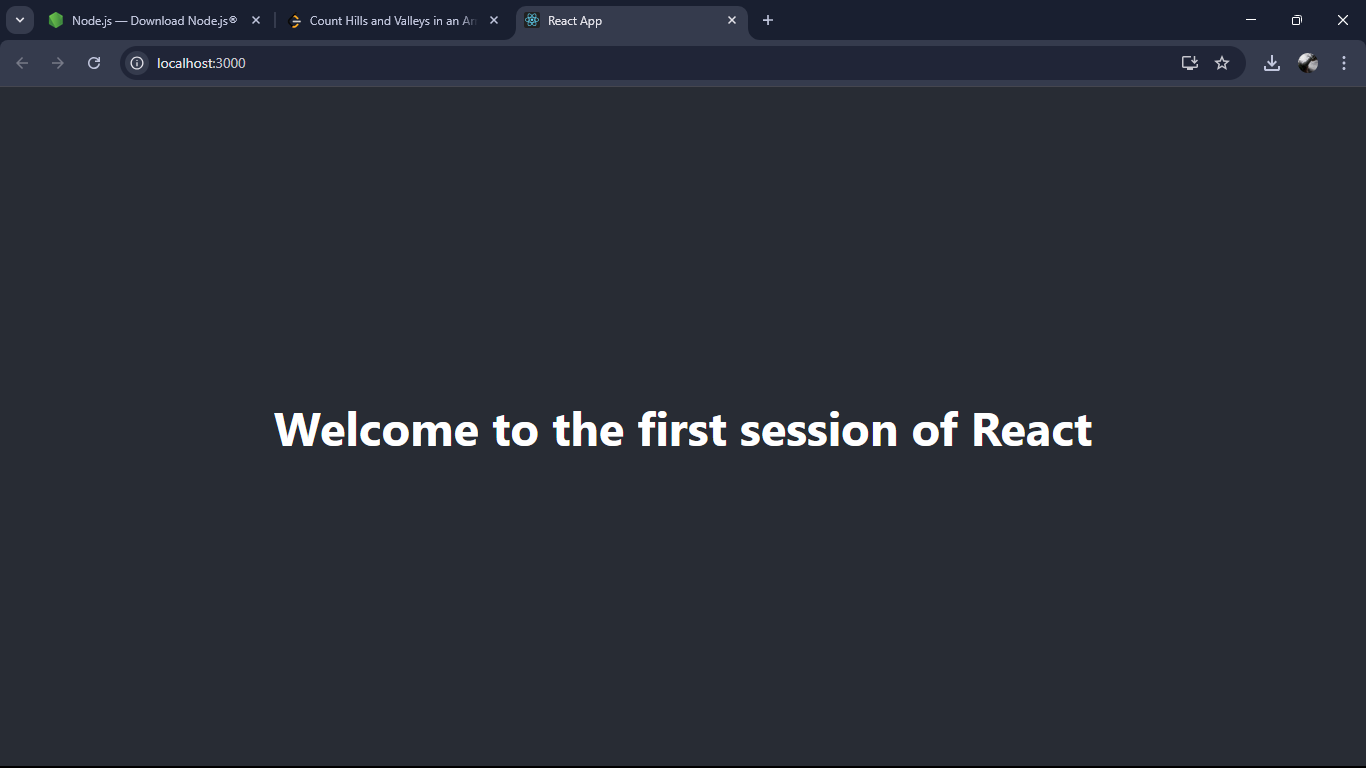 Node.js — Download Node.js®
Count Hills and Valleys in an Ar
React App
localhost:3000
Welcome to the first session of React